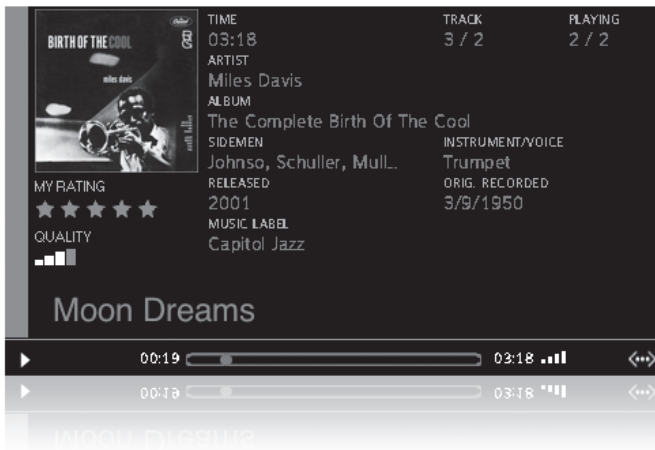 BIRTH OF THE COOL
miles davis
TIME TRACK PLAYING
03:18 3 / 2 2 / 2
ARTIST
Miles Davis
ALBUM
The Complete Birth Of The Cool
SIDEMEN INSTRUMENT/VOICE
Johnso, Schuller, Mull... Trumpet
RELEASED ORIG. RECORDED
2001 3/9/1950
MUSIC LABEL
Capitol Jazz
MY RATING
QUALITY
Moon Dreams
00:19 03:18